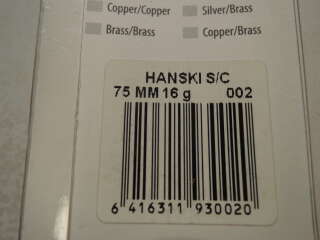 Copper/Copper Silver/Brass
Brass/Brass Copper/Brass
HANSKI S/C
75 MM 16 g 002
6 416311 930020